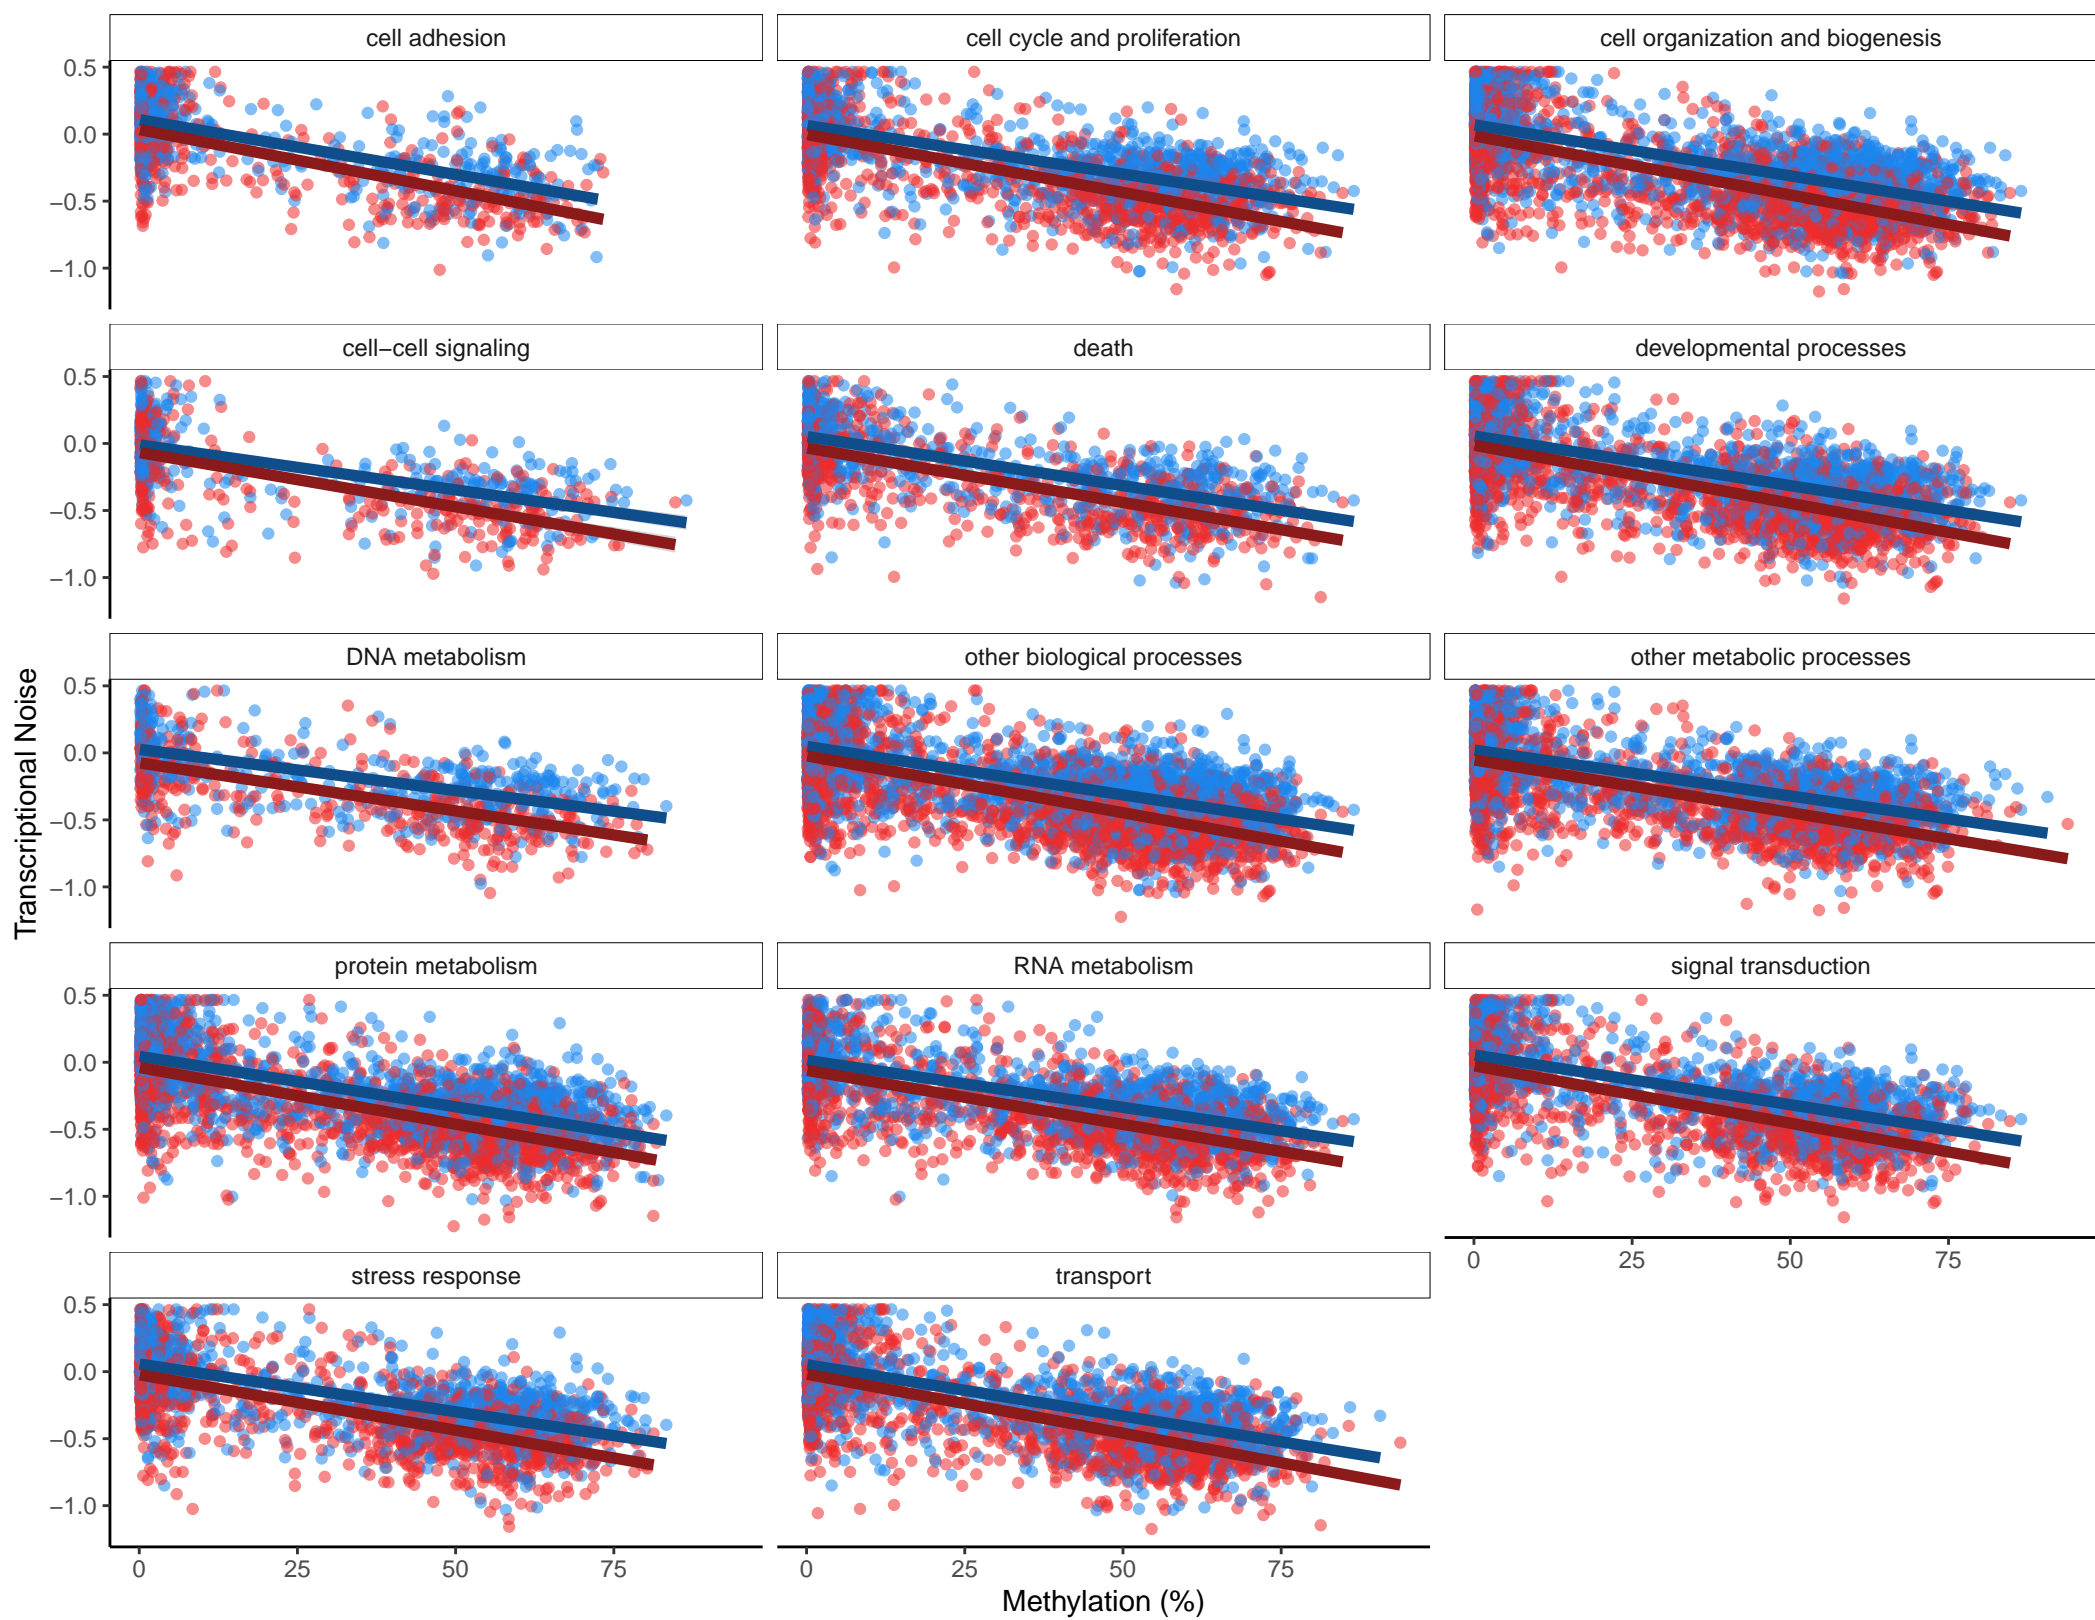 cell adhesion
cell cycle and proliferation
cell organization and biogenesis
0.5
0.0
−0.5
−1.0
cell−cell signaling
death
developmental processes
0.5
0.0
−0.5
−1.0
DNA metabolism
other biological processes
other metabolic processes
0.5
0.0
−0.5
−1.0
Transcriptional Noise
protein metabolism
RNA metabolism
signal transduction
0.5
0.0
−0.5
−1.0
0 25 50 75
stress response
transport
0.5
0.0
−0.5
−1.0
0 25 50 75
0 25 50 75
Methylation (%)